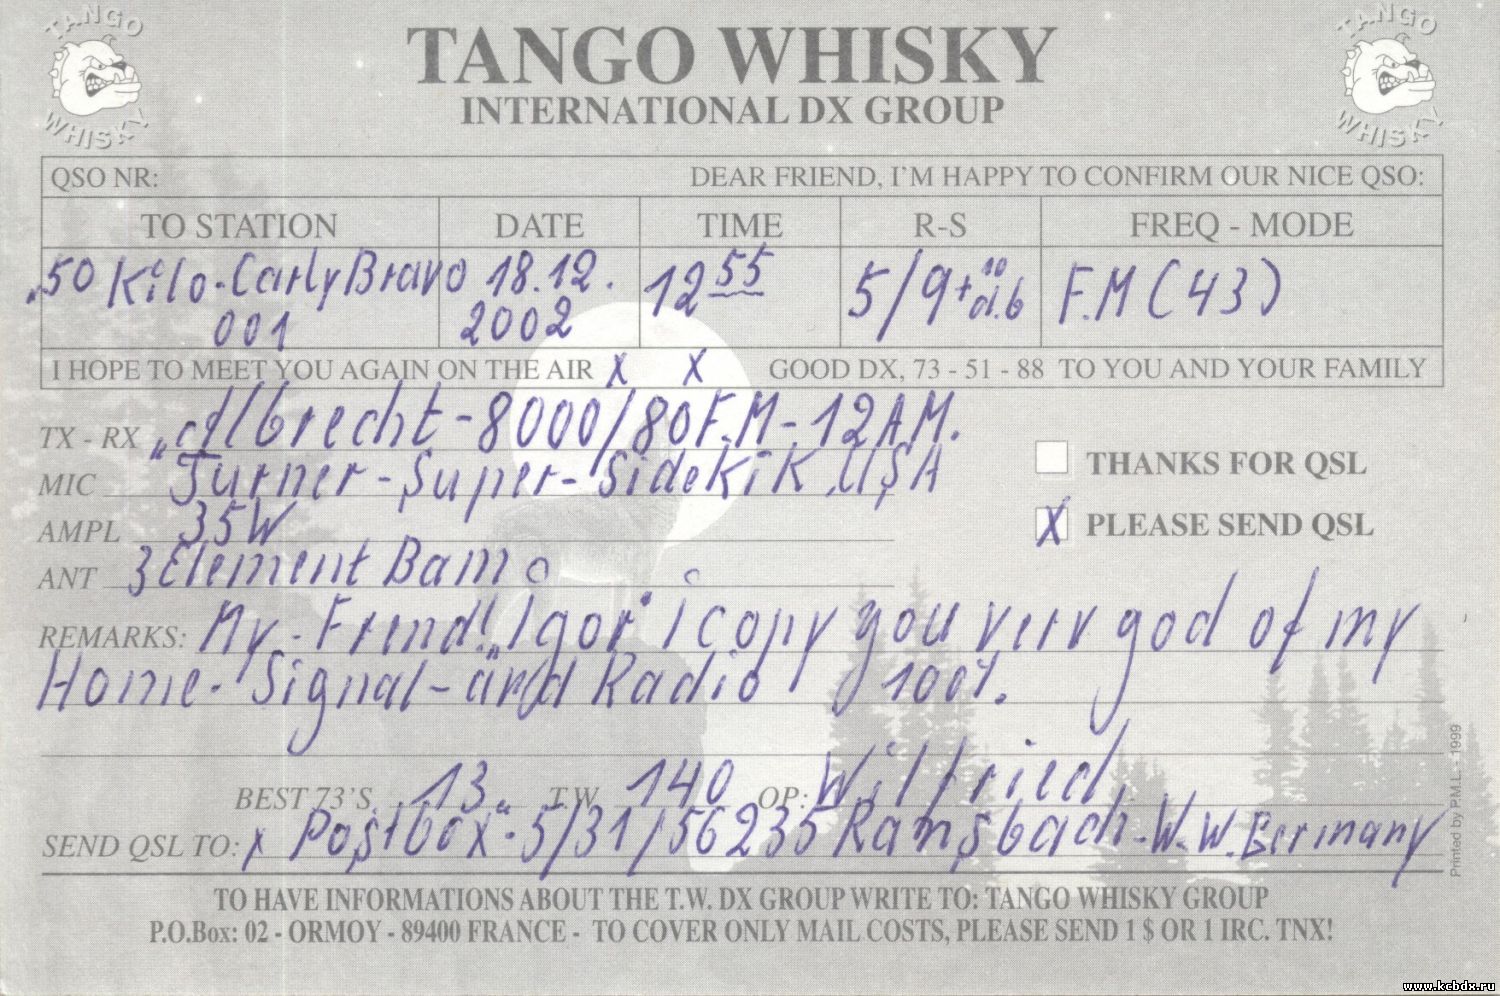 TANGO WHISKY
TANGO WHISKY
TANGO WHISKY
INTERNATIONAL DX GROUP
QSO NR: DEAR FRIEND, I'M HAPPY TO CONFIRM OUR NICE QSO:
TO STATION DATE TIME R-S FREQ - MODE
„50 Kilo-CarlyBravo 18.12. 12 55 5/9+10 d.b F.M (43)
001 2002
I HOPE TO MEET YOU AGAIN ON THE AIR X X GOOD DX, 73 - 51 - 88 TO YOU AND YOUR FAMILY
TX - RX „Albrecht-8000/80F.M-12AM.
MIC Turner-Super-SideKiK USA
THANKS FOR QSL
AMPL 35W
X PLEASE SEND QSL
ANT 3Element Bam
REMARKS: My-Frend! „Igor" i copy you very god of my
Home-Signal-and Radio 100%.
BEST 73'S 13 T.W. 140 OP: Wilfried
SEND QSL TO: x Postbox"-5/31/56235 Ransbach-W.W.Germany
Printed by P.M.L. - 1999
TO HAVE INFORMATIONS ABOUT THE T.W. DX GROUP WRITE TO: TANGO WHISKY GROUP
P.O.Box: 02 - ORMOY - 89400 FRANCE - TO COVER ONLY MAIL COSTS, PLEASE SEND 1 $ OR 1 IRC. TNX!
www.kcbdx.ru